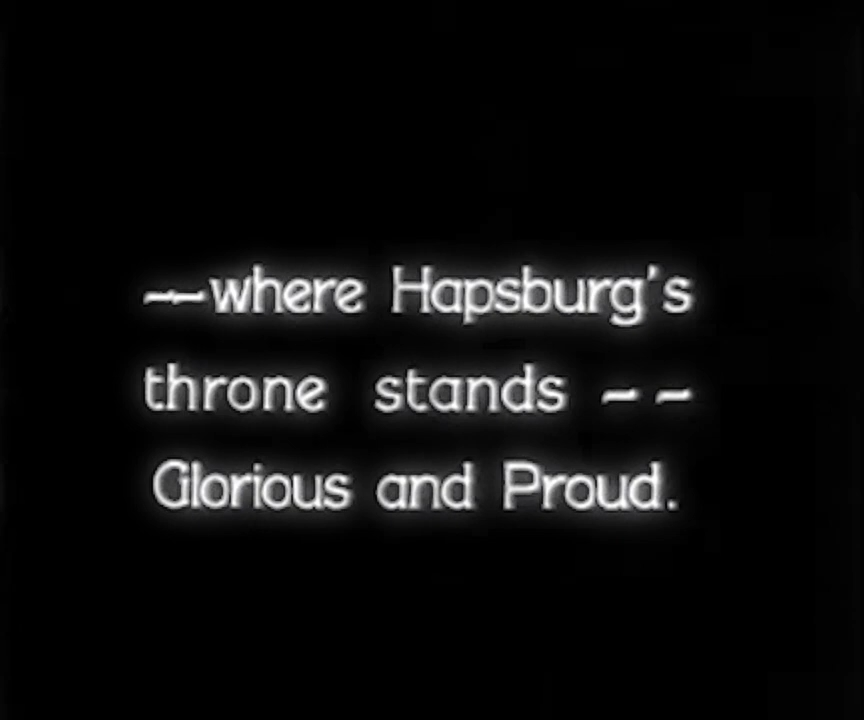 ~~where Hapsburg's
throne stands ~ ~
Glorious and Proud.